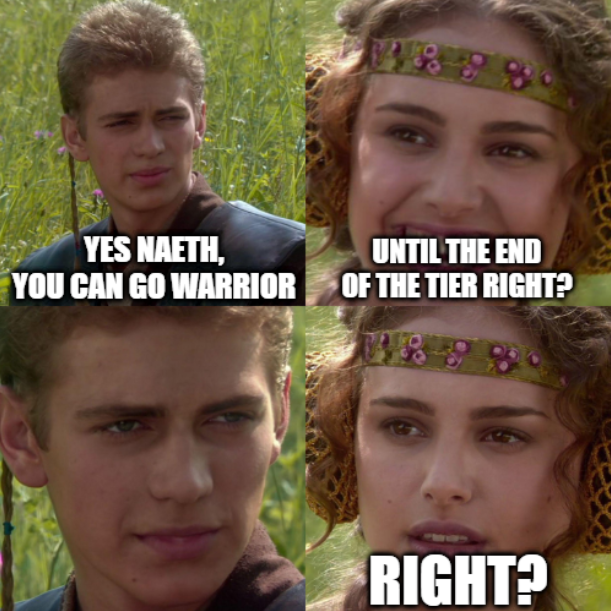 YES NAETH,
YOU CAN GO WARRIOR
UNTIL THE END
OF THE TIER RIGHT?
RIGHT?